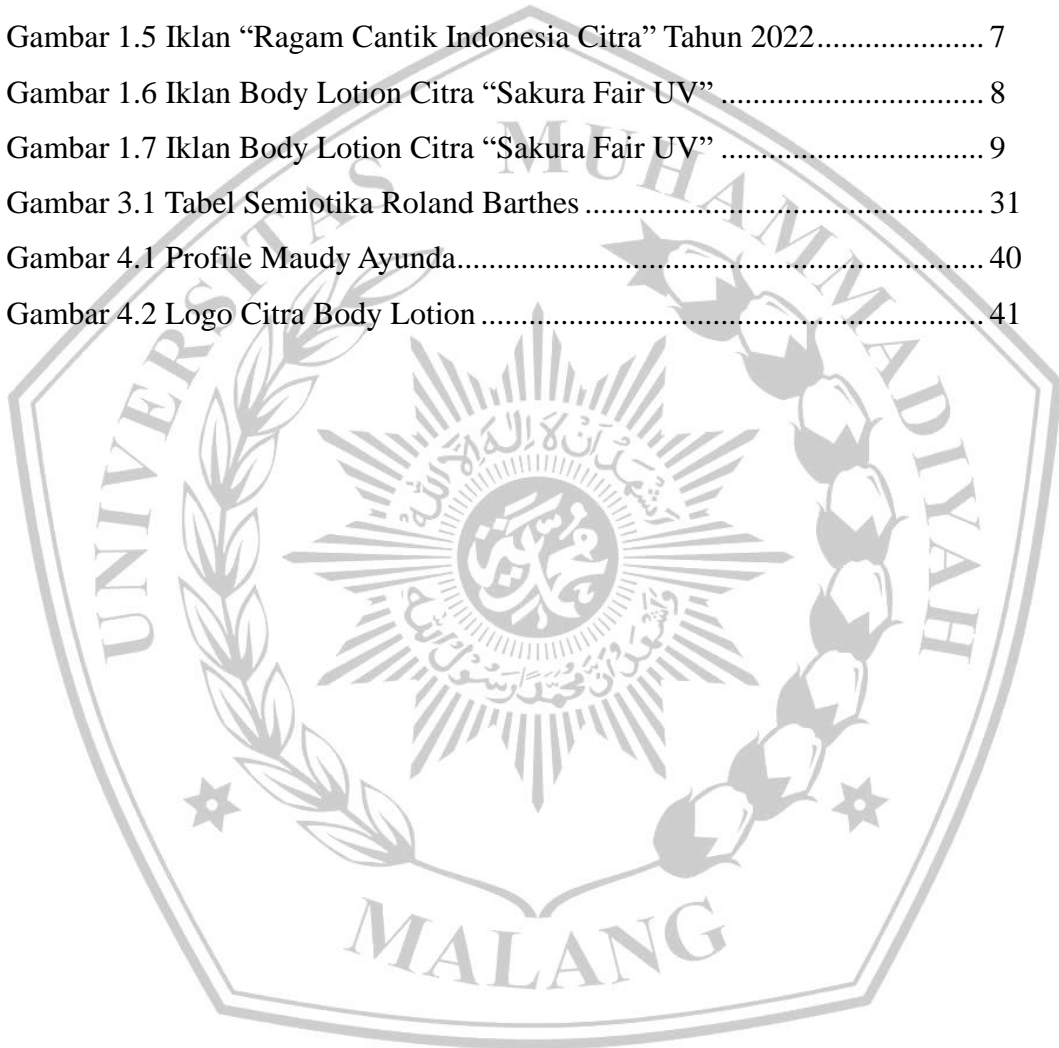 Gambar 1.5 Iklan “Ragam Cantik Indonesia Citra” Tahun 2022..................... 7
Gambar 1.6 Iklan Body Lotion Citra “Sakura Fair UV” ................................. 8
Gambar 1.7 Iklan Body Lotion Citra “Sakura Fair UV” ................................. 9
Gambar 3.1 Tabel Semiotika Roland Barthes .................................................. 31
Gambar 4.1 Profile Maudy Ayunda.................................................................. 40
Gambar 4.2 Logo Citra Body Lotion ............................................................... 41
UNIVERSITAS MUHAMMADIYAH
MALANG